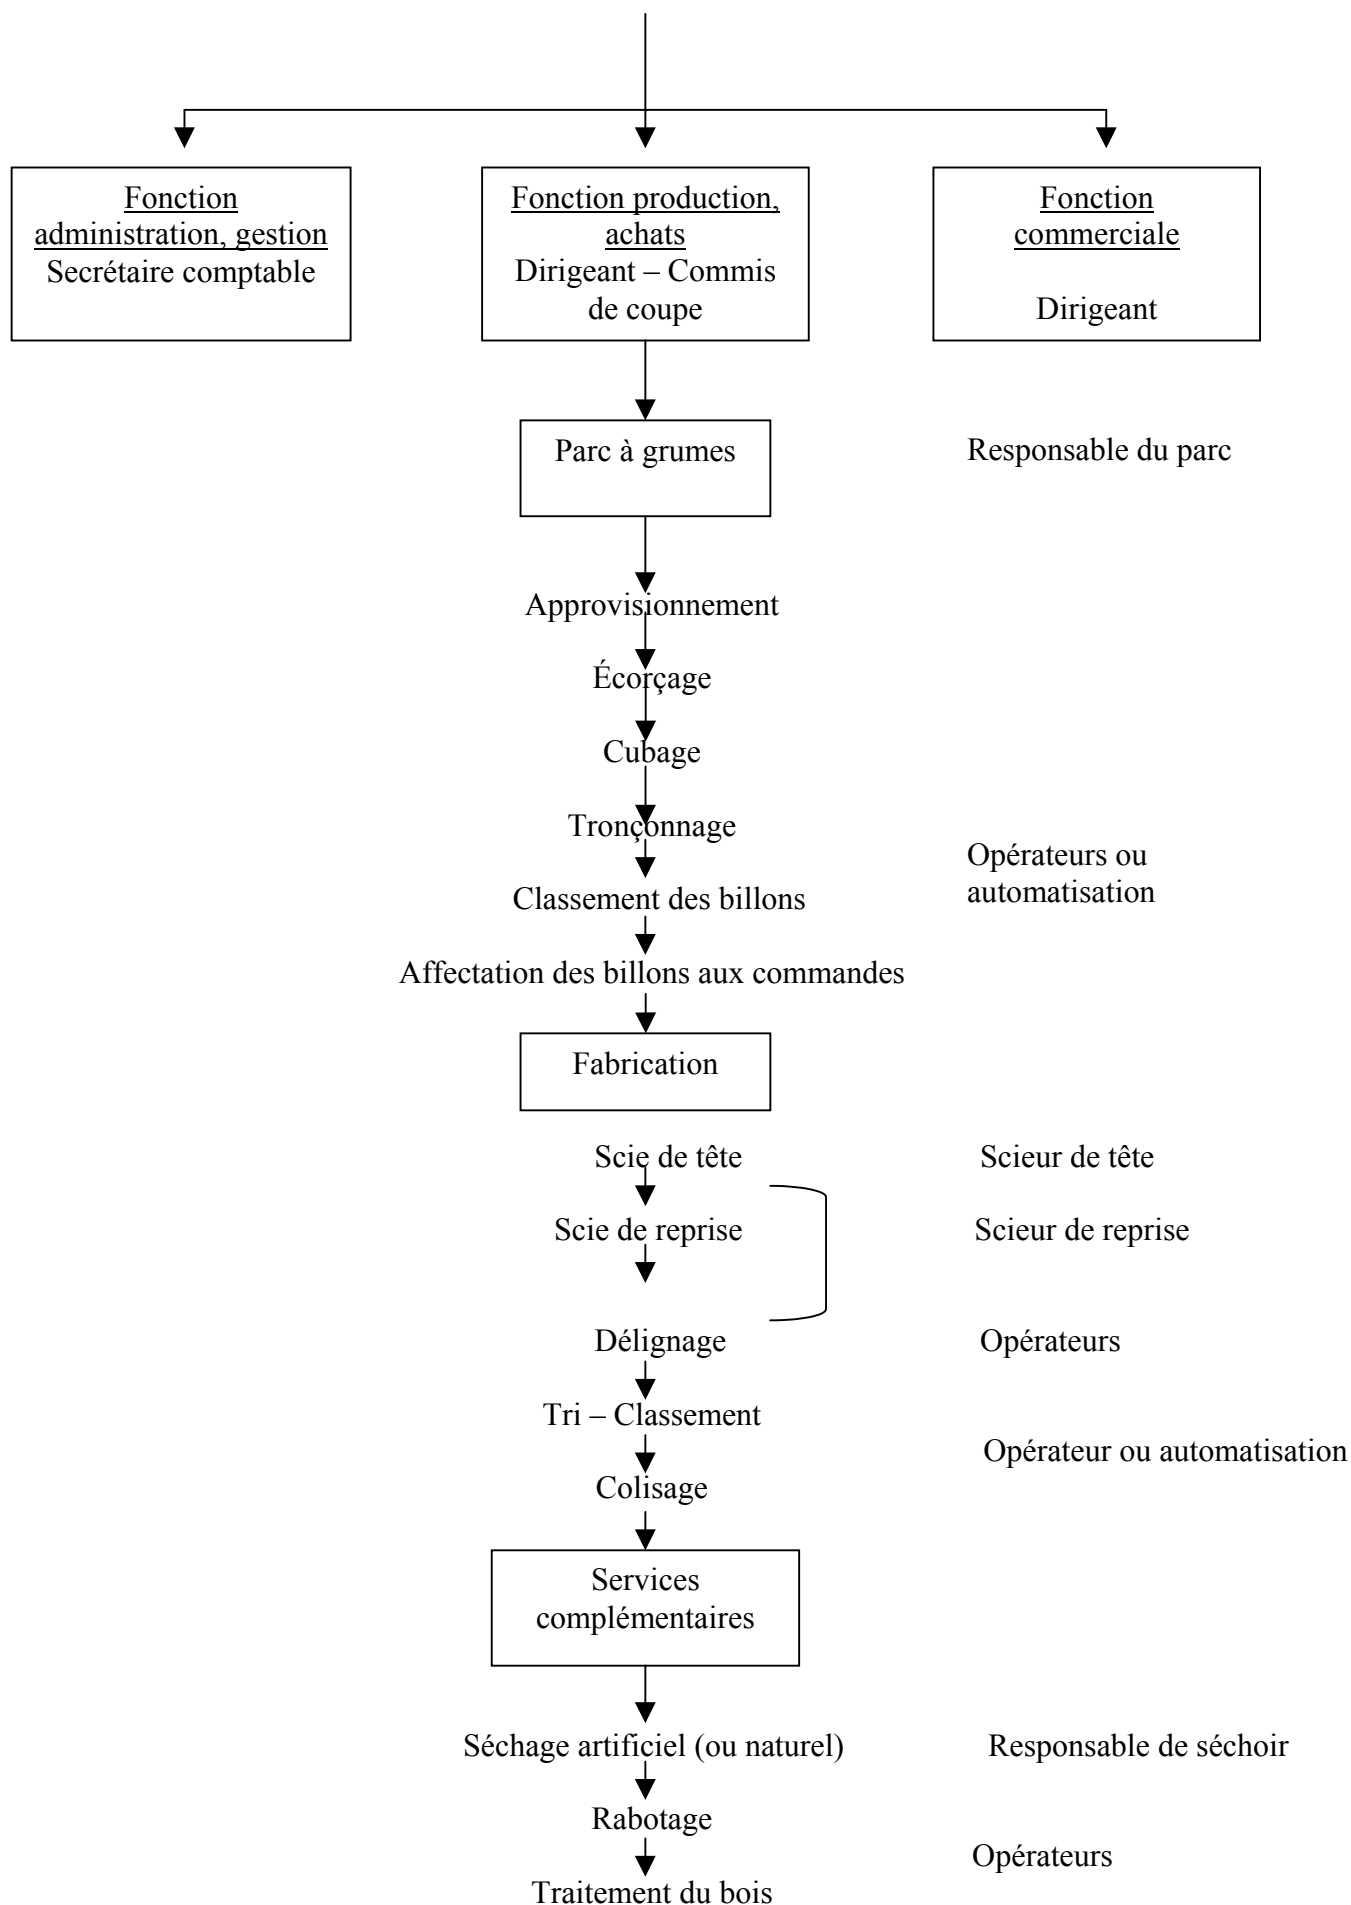 Fonction
administration, gestion
Secrétaire comptable
Fonction production,
achats
Dirigeant – Commis
de coupe
Fonction
commerciale
Dirigeant
Parc à grumes
Responsable du parc
Approvisionnement
Écorçage
Cubage
Tronçonnage
Opérateurs ou
automatisation
Classement des billons
Affectation des billons aux commandes
Fabrication
Scie de tête
Scieur de tête
Scie de reprise
Scieur de reprise
Délignage
Opérateurs
Tri – Classement
Opérateur ou automatisation
Colisage
Services
complémentaires
Séchage artificiel (ou naturel)
Responsable de séchoir
Rabotage
Opérateurs
Traitement du bois